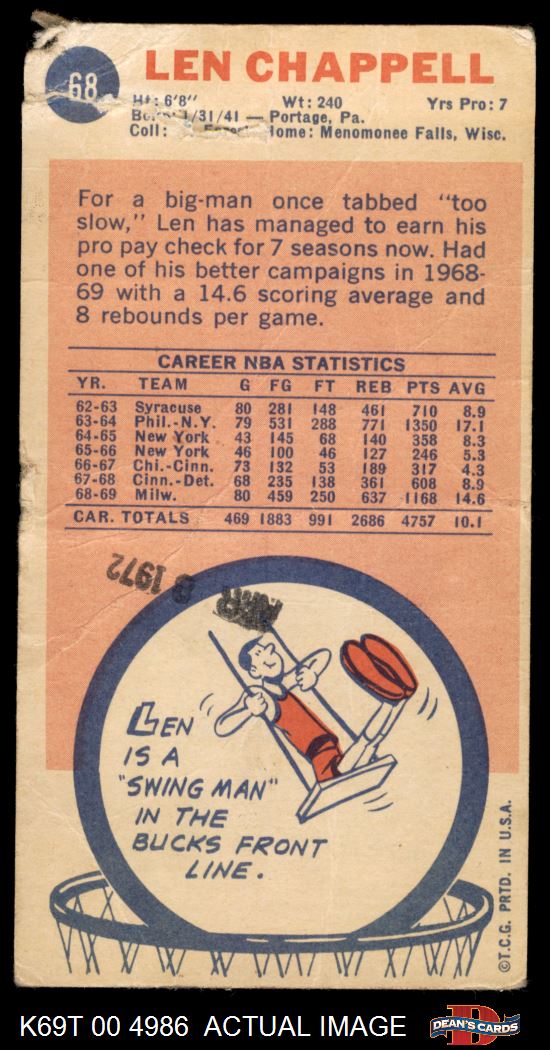 68
LEN CHAPPELL
Ht: 6'8" Wt: 240 Yrs Pro: 7
1/31/41 — Portage, Pa.
Coll: Home: Menomonee Falls, Wisc.
For a big-man once tabbed "too
slow," Len has managed to earn his
pro pay check for 7 seasons now. Had
one of his better campaigns in 1968-
69 with a 14.6 scoring average and
8 rebounds per game.
CAREER NBA STATISTICS
YR. TEAM G FG FT REB PTS AVG
62-63 Syracuse 80 281 148 461 710 8.9
63-64 Phil.-N.Y. 79 531 288 771 1350 17.1
64-65 New York 43 145 68 140 358 8.3
65-66 New York 46 100 46 127 246 5.3
66-67 Chi.-Cinn. 73 132 53 189 317 4.3
67-68 Cinn.-Det. 68 235 138 361 608 8.9
68-69 Milw. 80 459 250 637 1168 14.6
CAR. TOTALS 469 1883 991 2686 4757 10.1
8 1972
LEN
IS A
"SWING MAN"
IN THE
BUCKS FRONT
LINE.
©T.C.G. PRTD. IN U.S.A.
K69T 00 4986 ACTUAL IMAGE
D
DEAN'S CARDS